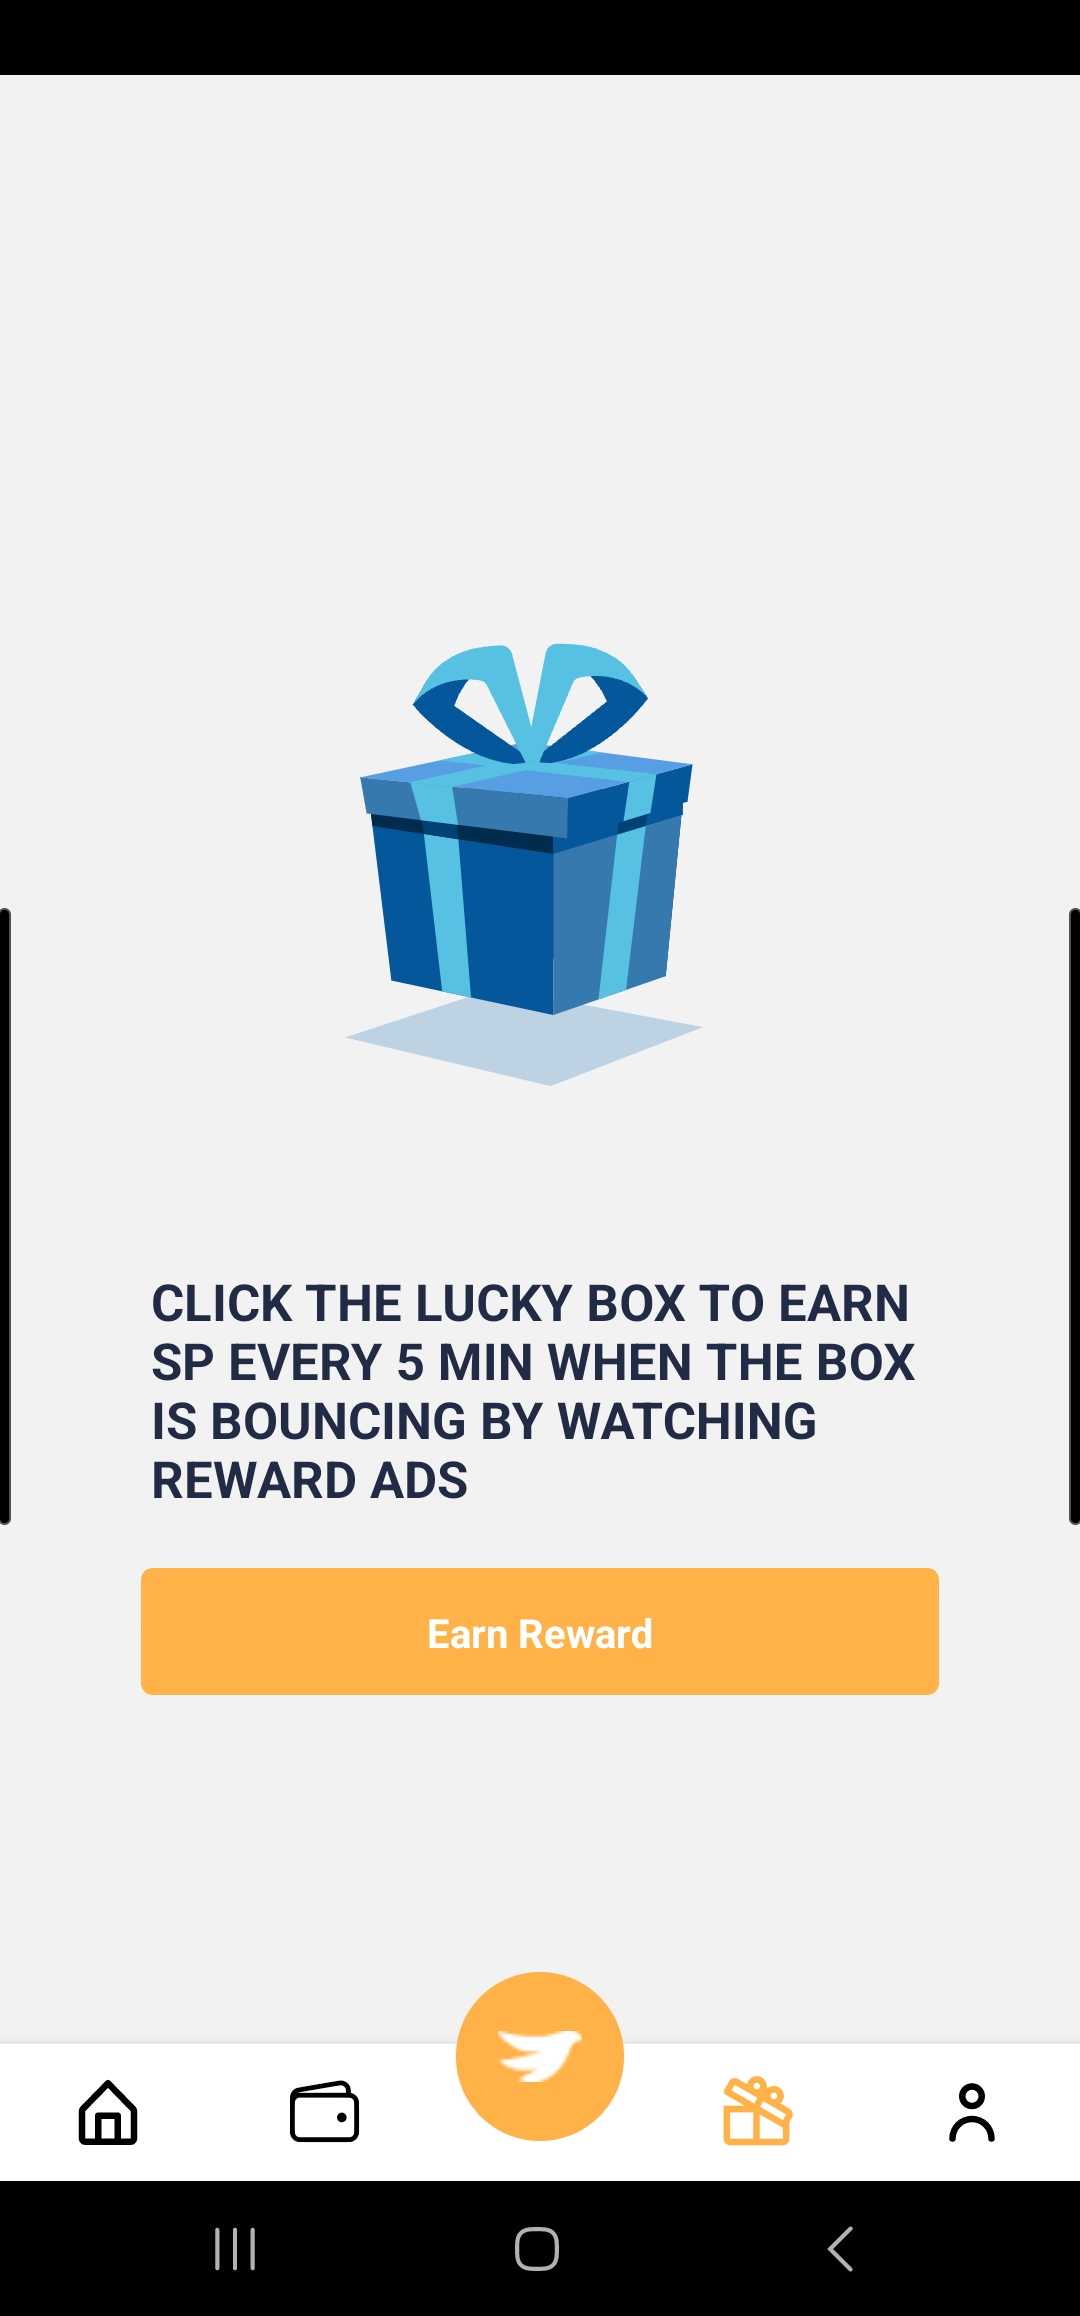 CLICK THE LUCKY BOX TO EARN
SP EVERY 5 MIN WHEN THE BOX
IS BOUNCING BY WATCHING
REWARD ADS
Earn Reward